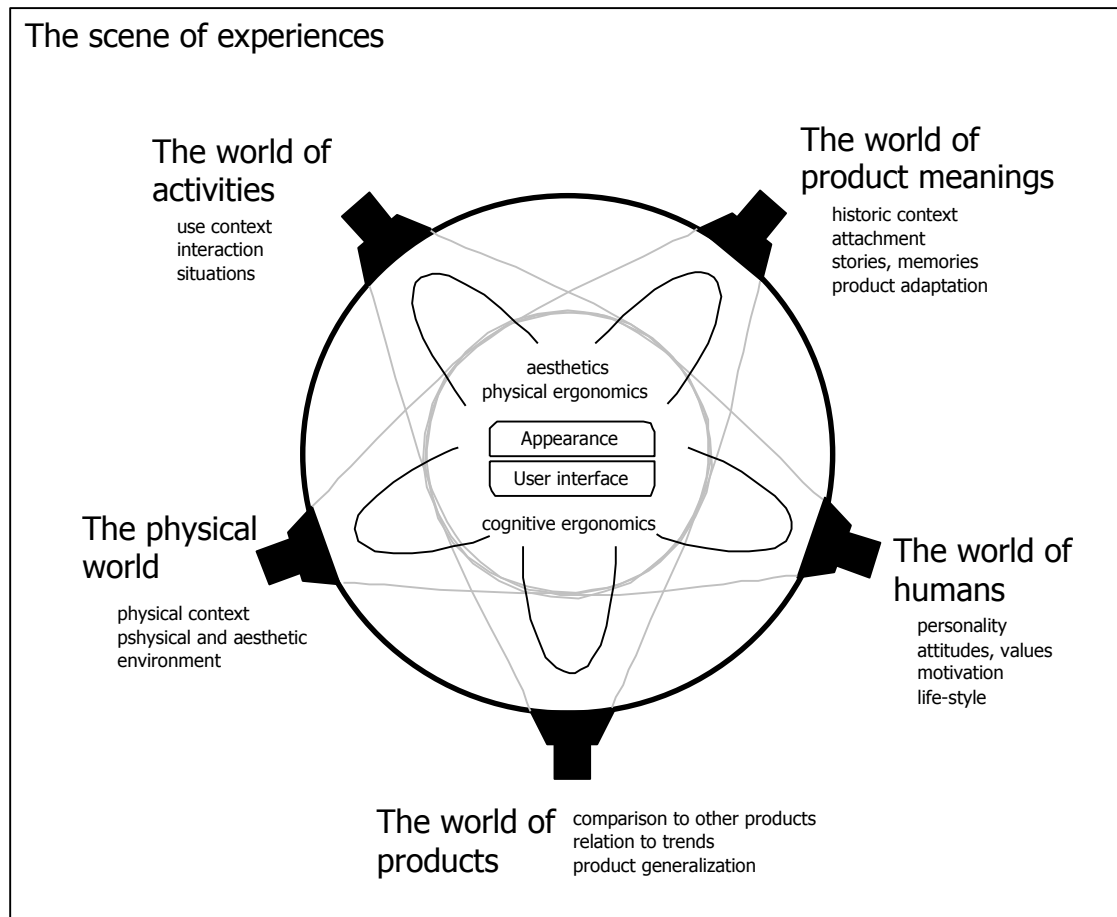 The scene of experiences
The world of
activities
use context
interaction
situations
The world of
product meanings
historic context
attachment
stories, memories
product adaptation
aesthetics
physical ergonomics
Appearance
User interface
cognitive ergonomics
The physical
world
physical context
pshysical and aesthetic
environment
The world of
humans
personality
attitudes, values
motivation
life-style
The world of
products
comparison to other products
relation to trends
product generalization